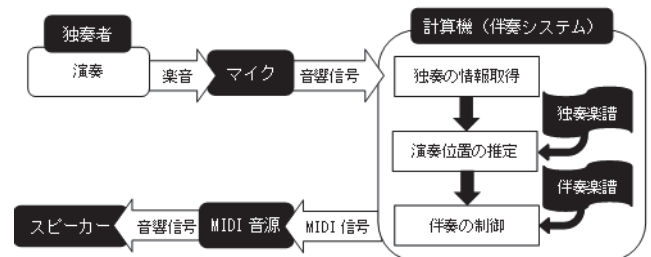 独奏者
演奏
楽音
マイク
音響信号
計算機（伴奏システム）
独奏の情報取得
独奏楽譜
演奏位置の推定
伴奏楽譜
伴奏の制御
MIDI 信号
MIDI 音源
音響信号
スピーカー